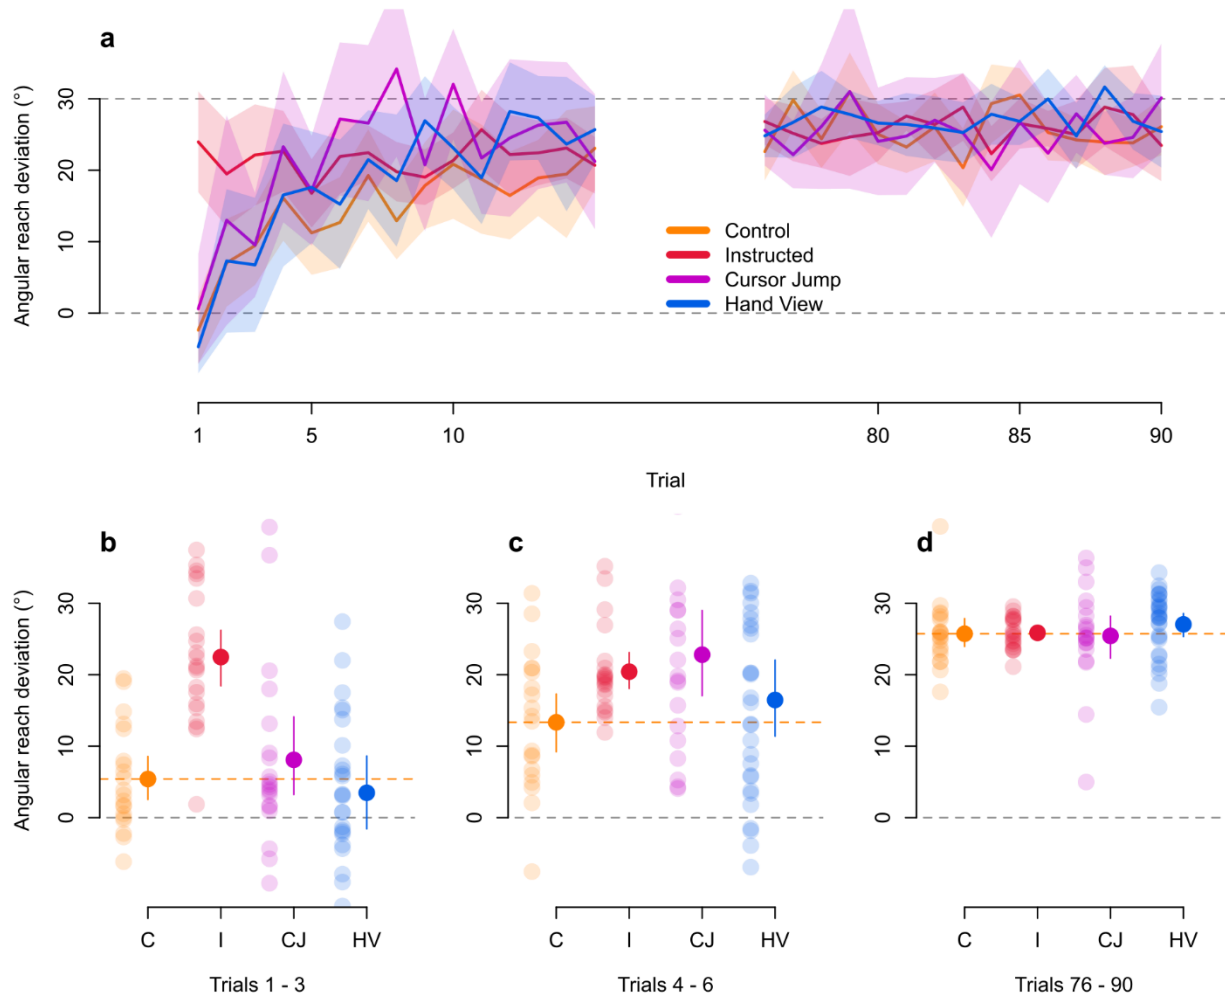 a
Angular reach deviation (°)
30
20
10
0
Control
Instructed
Cursor Jump
Hand View
1 5 10 80 85 90
Trial
b c d
Angular reach deviation (°)
30 30 30
20 20 20
10 10 10
0 0 0
C I CJ HV C I CJ HV C I CJ HV
Trials 1 - 3 Trials 4 - 6 Trials 76 - 90